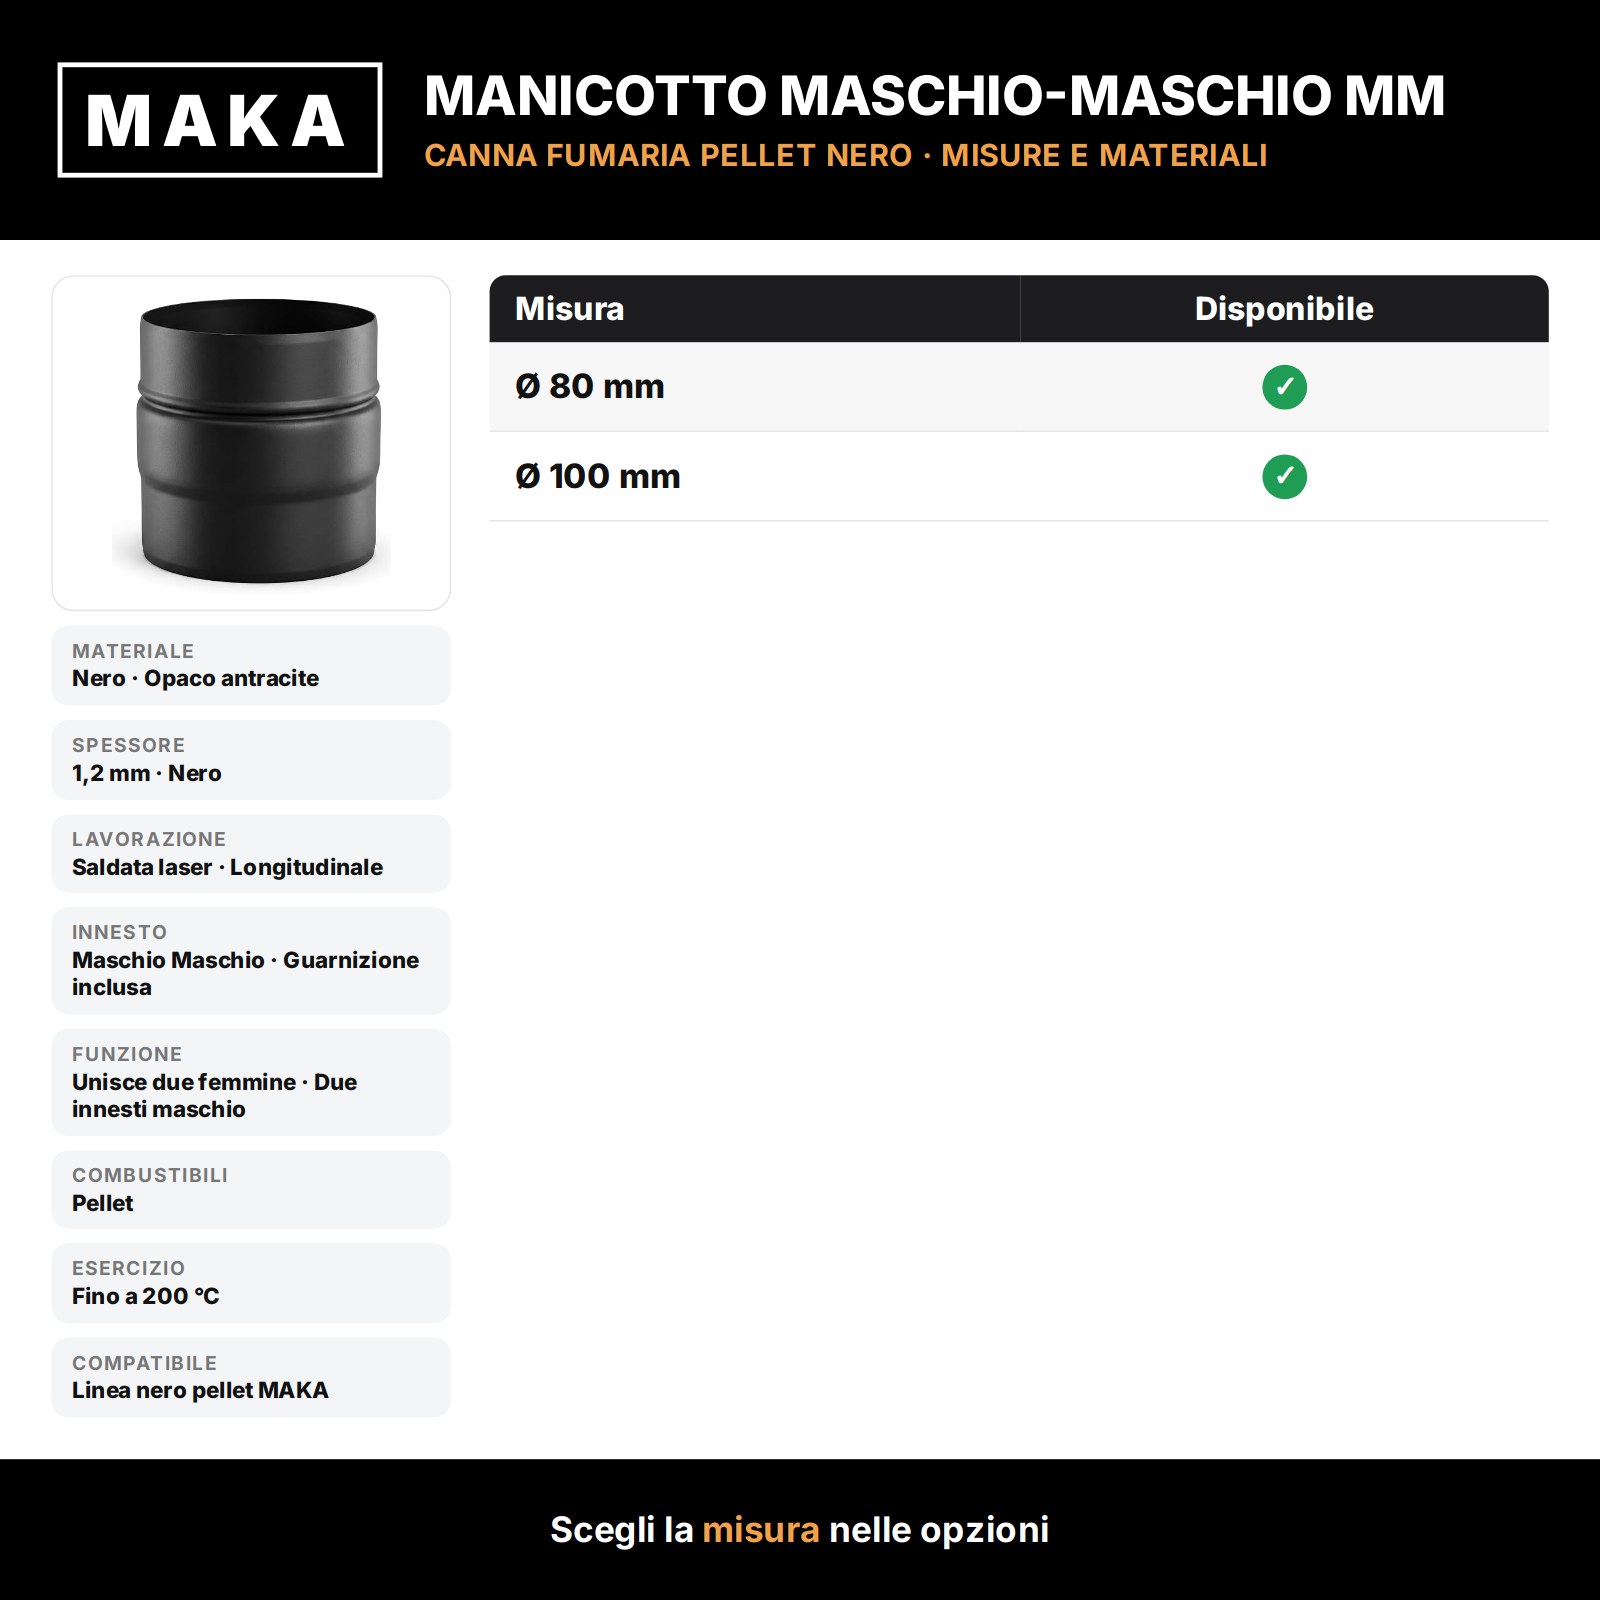 MAKA
MANICOTTO MASCHIO-MASCHIO MM
CANNA FUMARIA PELLET NERO · MISURE E MATERIALI
Misura
Disponibile
Ø 80 mm
✓
Ø 100 mm
✓
MATERIALE
Nero · Opaco antracite
SPESSORE
1,2 mm · Nero
LAVORAZIONE
Saldata laser · Longitudinale
INNESTO
Maschio Maschio · Guarnizione
inclusa
FUNZIONE
Unisce due femmine · Due
innesti maschio
COMBUSTIBILI
Pellet
ESERCIZIO
Fino a 200 °C
COMPATIBILE
Linea nero pellet MAKA
Scegli la misura nelle opzioni